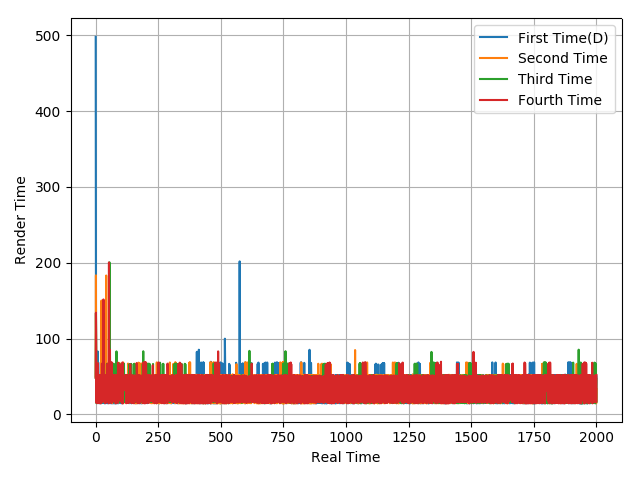 First Time(D)
Second Time
Third Time
Fourth Time
500
400
300
200
100
0
Render Time
0
250
500
750
1000
1250
1500
1750
2000
Real Time